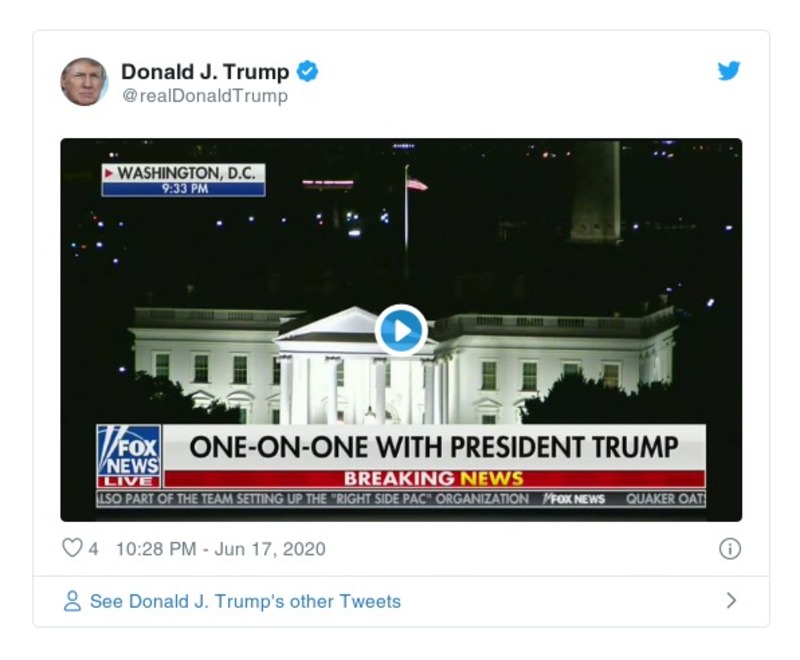 Donald J. Trump
@realDonaldTrump
WASHINGTON, D.C.
9:33 PM
FOX
NEWS
LIVE
ONE-ON-ONE WITH PRESIDENT TRUMP
BREAKING NEWS
LSO PART OF THE TEAM SETTING UP THE "RIGHT SIDE PAC" ORGANIZATION FOX NEWS QUAKER OATS
4 10:28 PM - Jun 17, 2020
See Donald J. Trump's other Tweets